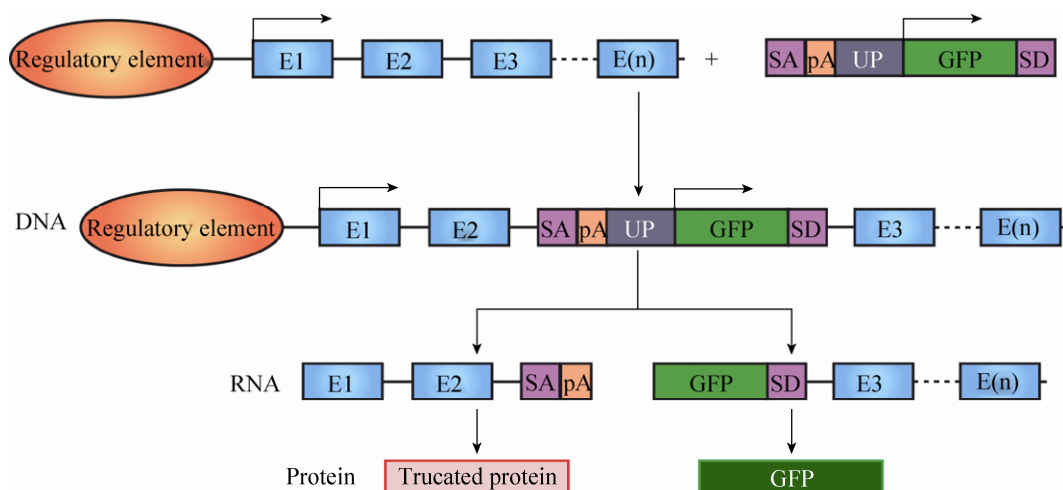 Regulatory element E1 E2 E3 E(n) + SA pA UP GFP SD
DNA Regulatory element E1 E2 SA pA UP GFP SD E3 E(n)
RNA E1 E2 SA pA GFP SD E3 E(n)
Protein Trucated protein GFP